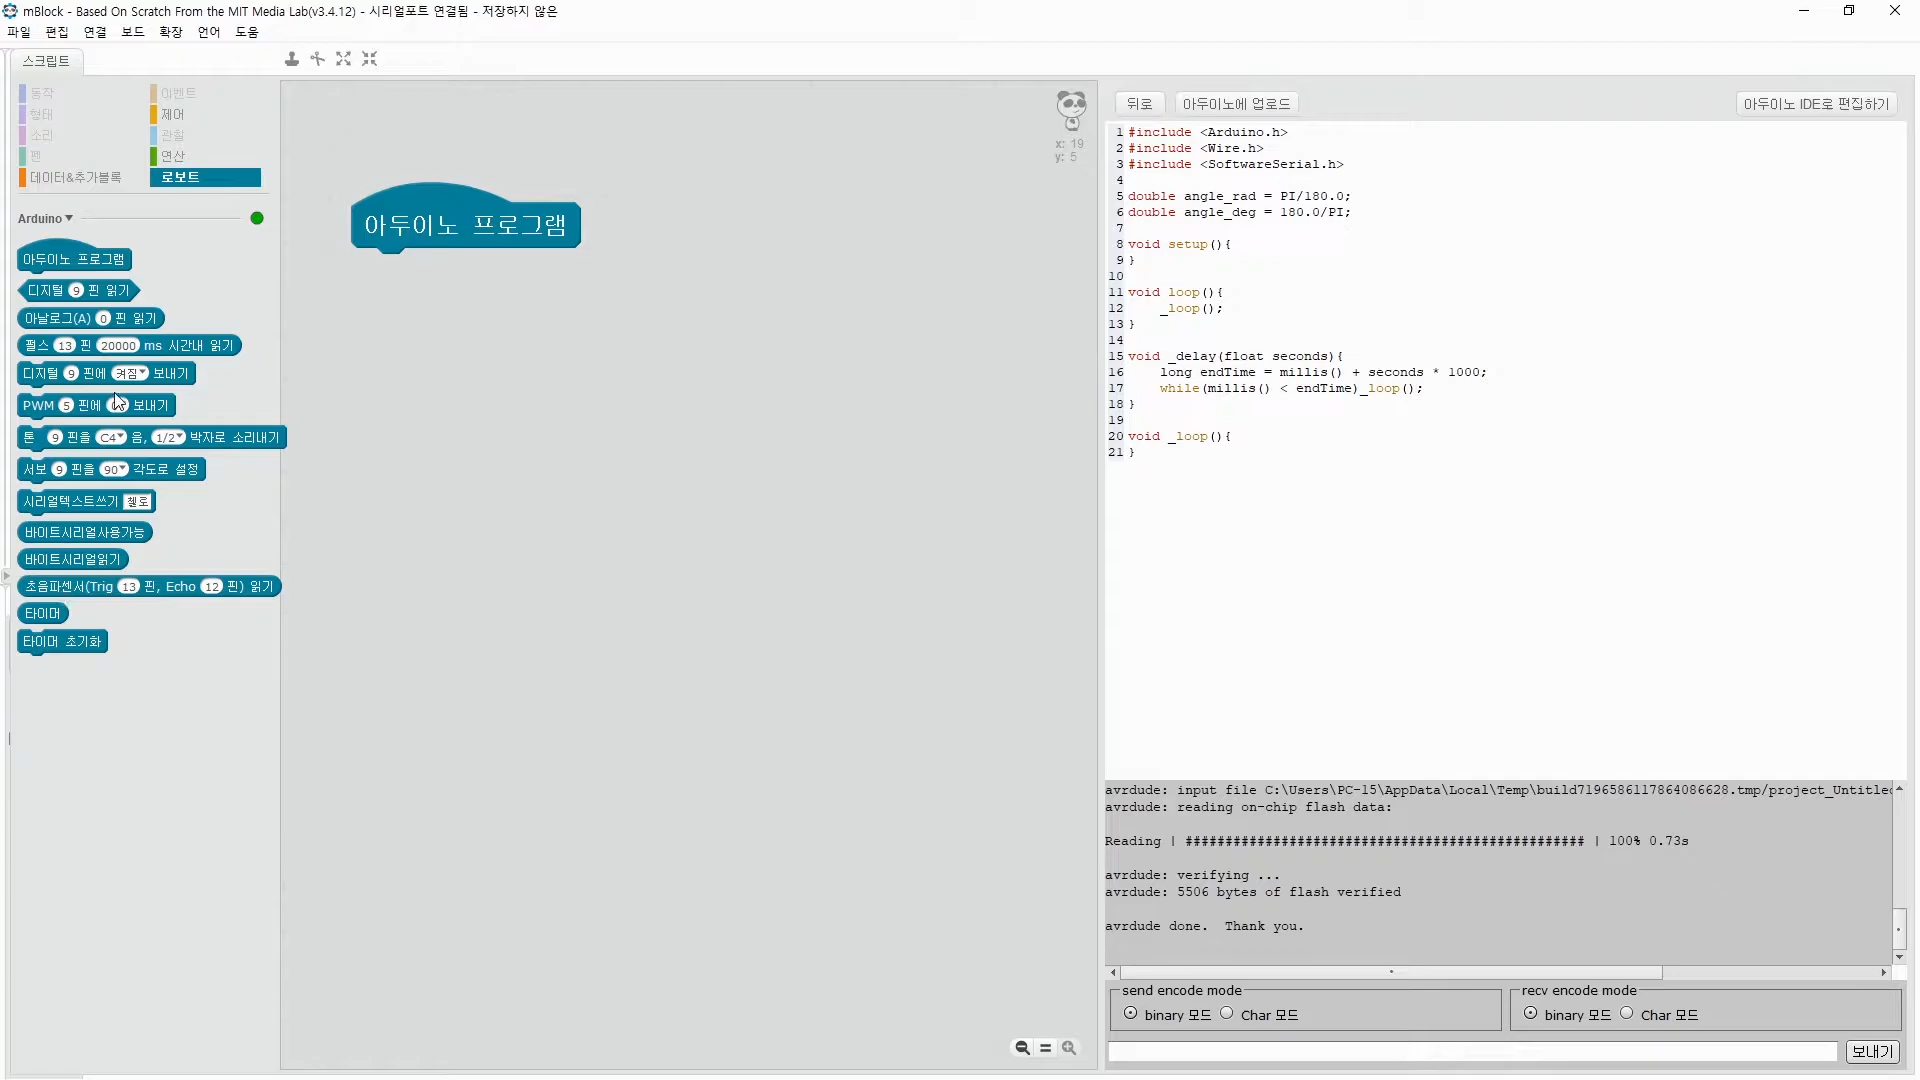 mBlock - Based On Scratch From the MIT Media Lab(v3.4.12) - 시리얼포트 연결됨 - 저장하지 않은
파일 편집 연결 보드 확장 언어 도움
스크립트
동작 이벤트
형태 제어
소리 관찰
펜 연산
데이터&추가블록 로보트
Arduino
아두이노 프로그램
디지털 9 핀 읽기
아날로그(A) 0 핀 읽기
펄스 13 핀 20000 ms 시간내 읽기
디지털 9 핀에 켜짐 보내기
PWM 5 핀에 보내기
톤 9 핀을 C4 음, 1/2 박자로 소리내기
서보 9 핀을 90 각도로 설정
시리얼텍스트쓰기 헬로
바이트시리얼사용가능
바이트시리얼읽기
초음파센서(Trig 13 핀, Echo 12 핀) 읽기
타이머
타이머 초기화
아두이노 프로그램
x: 19
y: 5
뒤로 아두이노에 업로드 아두이노 IDE로 편집하기
1 #include <Arduino.h>
2 #include <Wire.h>
3 #include <SoftwareSerial.h>
4
5 double angle_rad = PI/180.0;
6 double angle_deg = 180.0/PI;
7
8 void setup(){
9 }
10
11 void loop(){
12 _loop();
13 }
14
15 void _delay(float seconds){
16 long endTime = millis() + seconds * 1000;
17 while(millis() < endTime)_loop();
18 }
19
20 void _loop(){
21 }
avrdude: input file C:\Users\PC-15\AppData\Local\Temp\build7196586117864086628.tmp/project_Untitled
avrdude: reading on-chip flash data:
Reading | ################################################## | 100% 0.73s
avrdude: verifying ...
avrdude: 5506 bytes of flash verified
avrdude done. Thank you.
send encode mode
binary 모드 Char 모드
recv encode mode
binary 모드 Char 모드
보내기